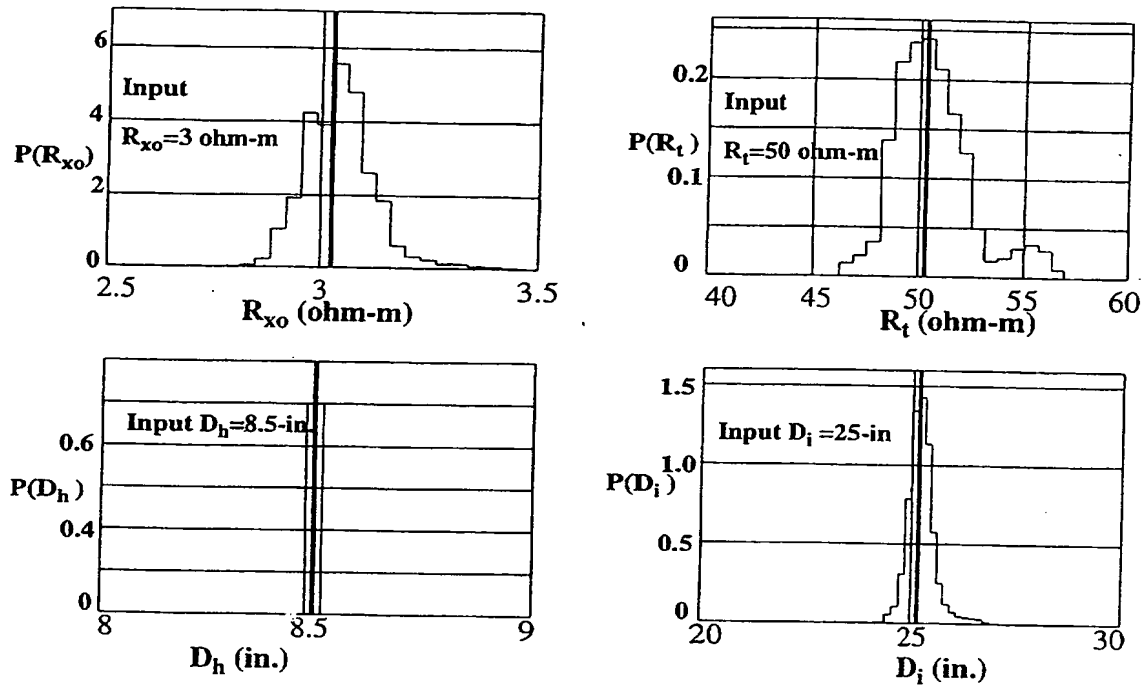 6
4
2
0
P(Rxo)
Input
Rxo=3 ohm-m
2.5
3
3.5
Rxo (ohm-m)
0.2
0.1
0
P(Rt)
Input
Rt=50 ohm-m
40
45
50
55
60
Rt (ohm-m)
0.6
0.4
0
P(Dh)
Input Dh=8.5-in.
8
8.5
9
Dh (in.)
1.5
1.0
0.5
0
P(Di)
Input Di =25-in
20
25
30
Di (in.)